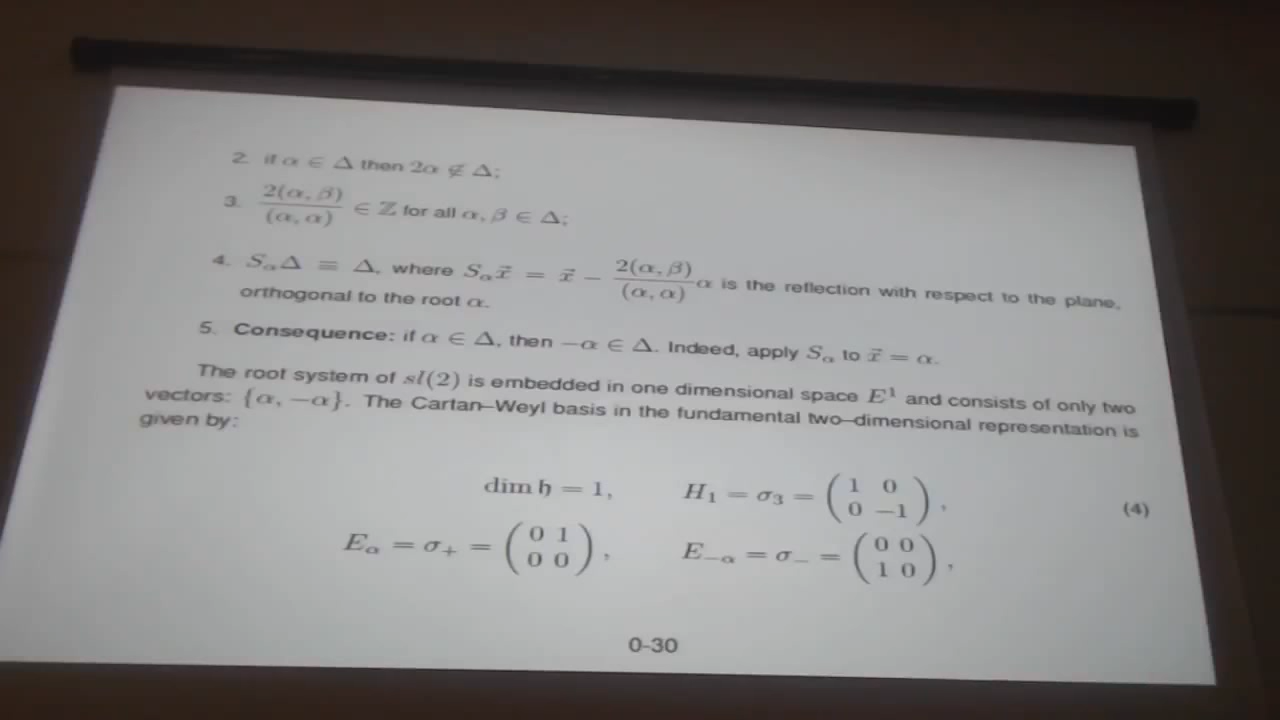 2. if α ∈ Δ then 2α ∉ Δ;
3. 2(α, β)/(α, α) ∈ ℤ for all α, β ∈ Δ;
4. S_αΔ ≡ Δ, where S_α x⃗ = x⃗ − 2(α, β)/(α, α) α is the reflection with respect to the plane,
orthogonal to the root α.
5. Consequence: if α ∈ Δ, then −α ∈ Δ. Indeed, apply S_α to x⃗ = α.
The root system of sl(2) is embedded in one dimensional space E¹ and consists of only two
vectors: {α, −α}. The Cartan–Weyl basis in the fundamental two–dimensional representation is
given by:
dim 𝔥 = 1, H₁ = σ₃ = (1 0; 0 −1), (4)
E_α = σ₊ = (0 1; 0 0), E_−α = σ₋ = (0 0; 1 0),
0-30